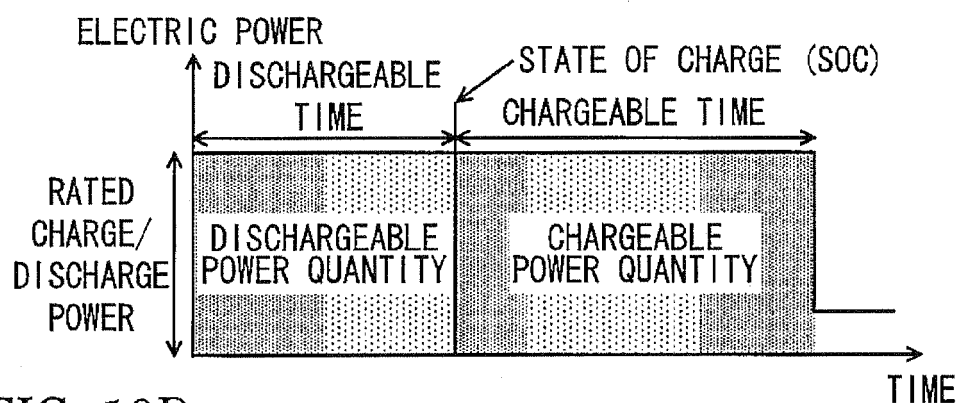 ELECTRIC POWER
DISCHARGEABLE
TIME
STATE OF CHARGE (SOC)
CHARGEABLE TIME
RATED
CHARGE/
DISCHARGE
POWER
DISCHARGEABLE
POWER QUANTITY
CHARGEABLE
POWER QUANTITY
TIME